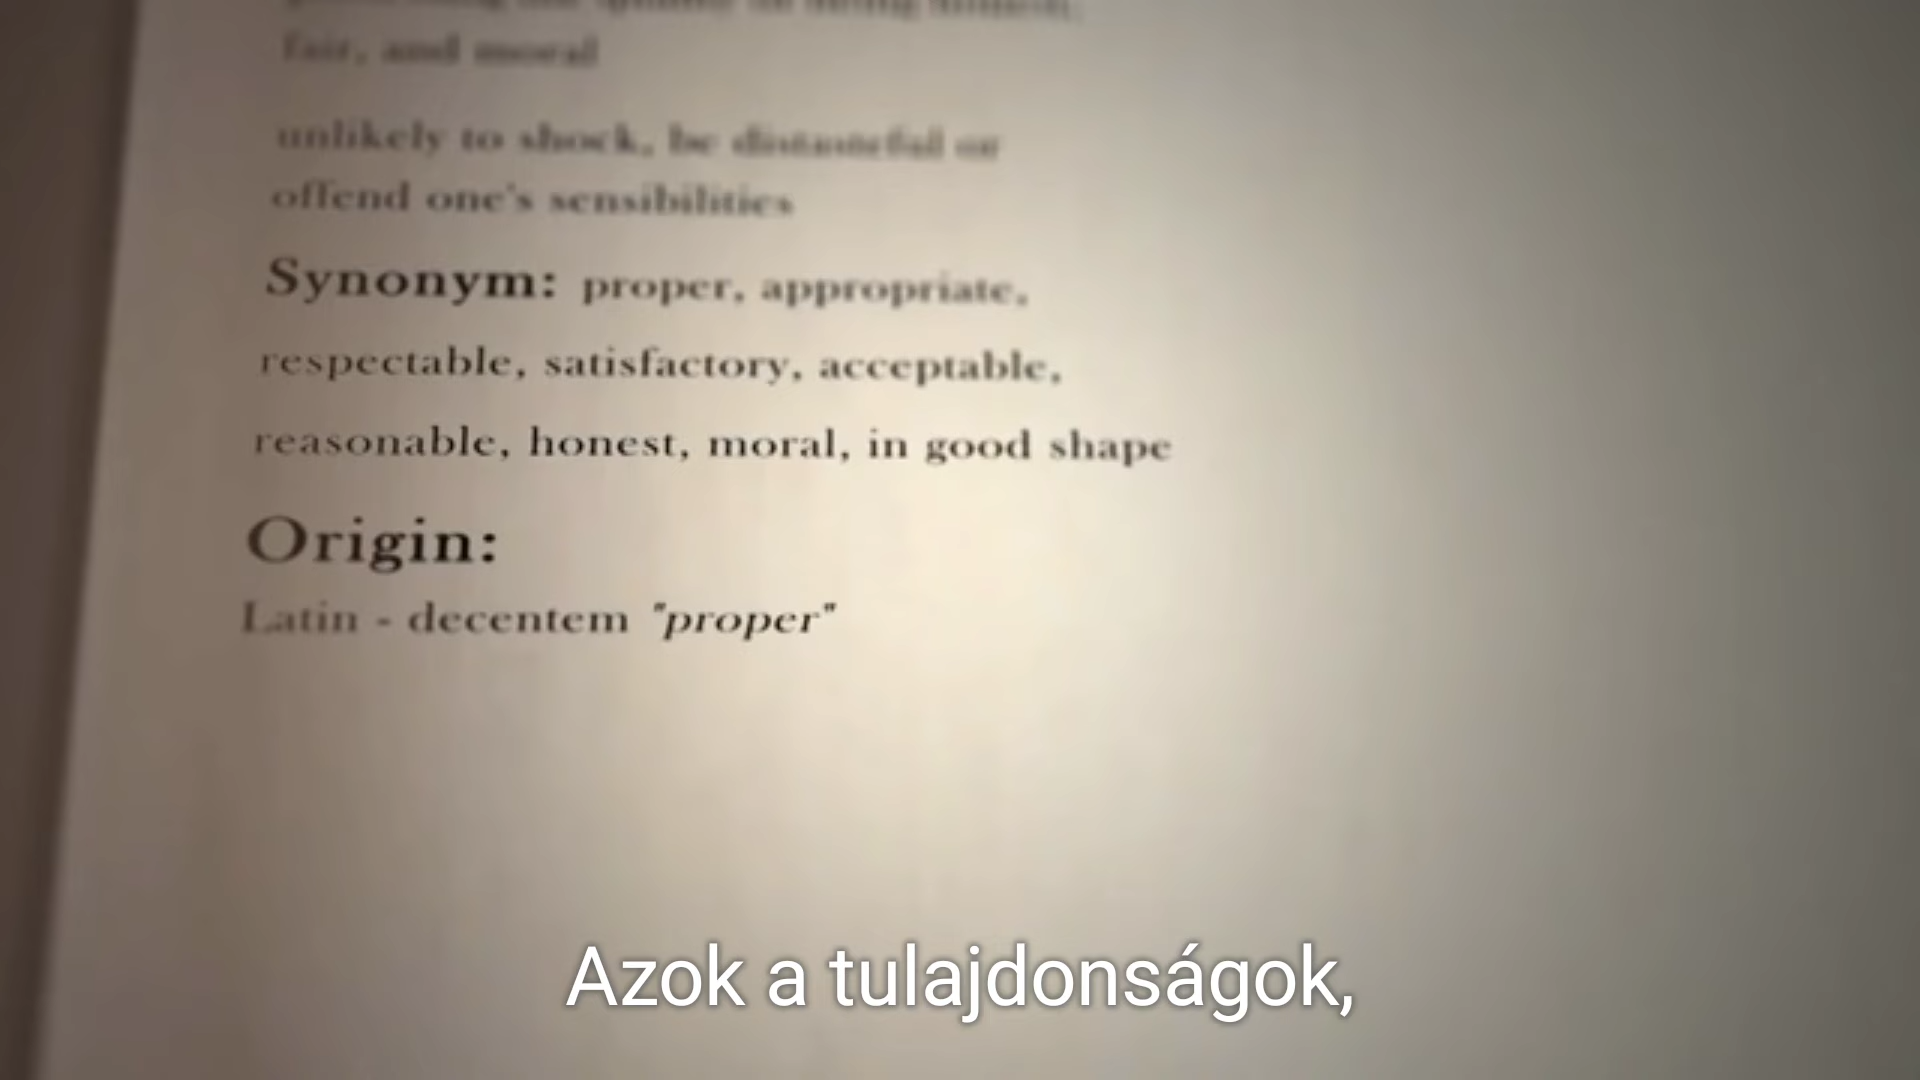 fair, and moral
unlikely to shock, be distasteful or
offend one's sensibilities
Synonym: proper, appropriate,
respectable, satisfactory, acceptable,
reasonable, honest, moral, in good shape
Origin:
Latin - decentem "proper"
Azok a tulajdonságok,